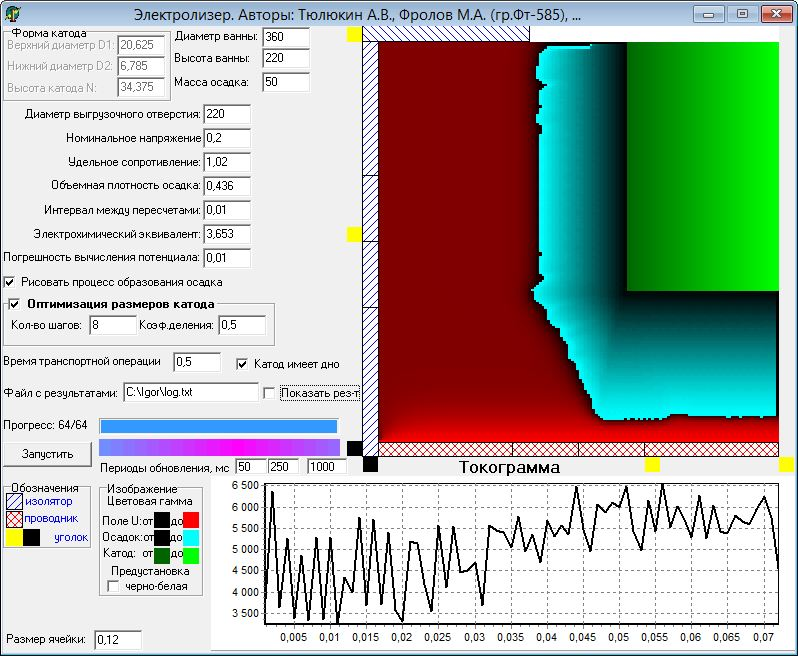 Электролизер. Авторы: Тюлюкин А.В., Фролов М.А. (гр.Фт-585), ...
Форма катода
Верхний диаметр D1: 20,625
Нижний диаметр D2: 6,785
Высота катода N: 34,375
Диаметр ванны: 360
Высота ванны: 220
Масса осадка: 50
Диаметр выгрузочного отверстия: 220
Номинальное напряжение 0,2
Удельное сопротивление: 1,02
Объемная плотность осадка: 0,436
Интервал между пересчетами: 0,01
Электрохимический эквивалент: 3,653
Погрешность вычисления потенциала: 0,01
Рисовать процесс образования осадка
Оптимизация размеров катода
Кол-во шагов: 8 Коэф.деления: 0,5
Время транспортной операции 0,5 Катод имеет дно
Файл с результатами: C:\Igor\log.txt Показать рез-т
Прогресс: 64/64
Запустить
Периоды обновления, мс 50 250 1000
Обозначения
изолятор
проводник
уголок
Изображение
Цветовая гамма
Поле U: от до
Осадок: от до
Катод: от до
Предустановка
черно-белая
Размер ячейки: 0,12
Токограмма
6 500
6 000
5 500
5 000
4 500
4 000
3 500
0,005 0,01 0,015 0,02 0,025 0,03 0,035 0,04 0,045 0,05 0,055 0,06 0,065 0,07